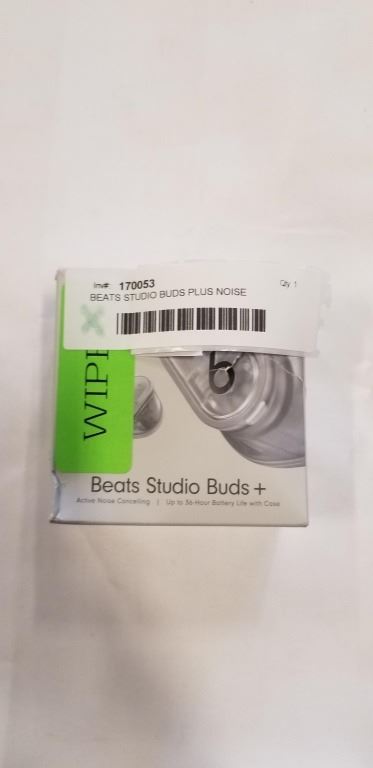 Inv#: 170053 Qty 1
BEATS STUDIO BUDS PLUS NOISE
Beats Studio Buds +
Active Noise Cancelling | Up to 36-Hour Battery Life with Case